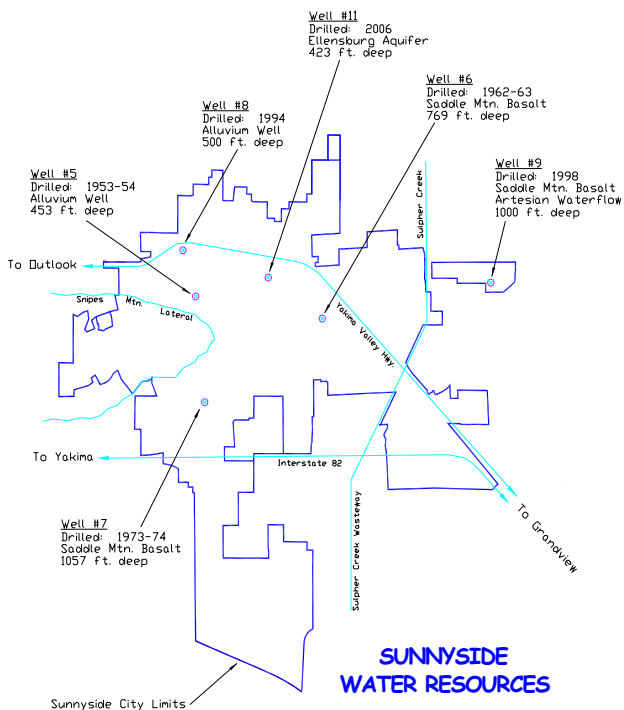 Well #11
Drilled: 2006
Ellensburg Aquifer
423 ft. deep
Well #6
Drilled: 1962-63
Saddle Mtn. Basalt
769 ft. deep
Well #8
Drilled: 1994
Alluvium Well
500 ft. deep
Well #9
Drilled: 1998
Saddle Mtn. Basalt
Artesian Waterflow
1000 ft. deep
Well #5
Drilled: 1953-54
Alluvium Well
453 ft. deep
Sulpher Creek
To Outlook
Snipes Mtn. Lateral
Yakima Valley Hwy.
To Yakima
Interstate 82
Sulpher Creek Wasteway
To Grandview
Well #7
Drilled: 1973-74
Saddle Mtn. Basalt
1057 ft. deep
SUNNYSIDE
WATER RESOURCES
Sunnyside City Limits